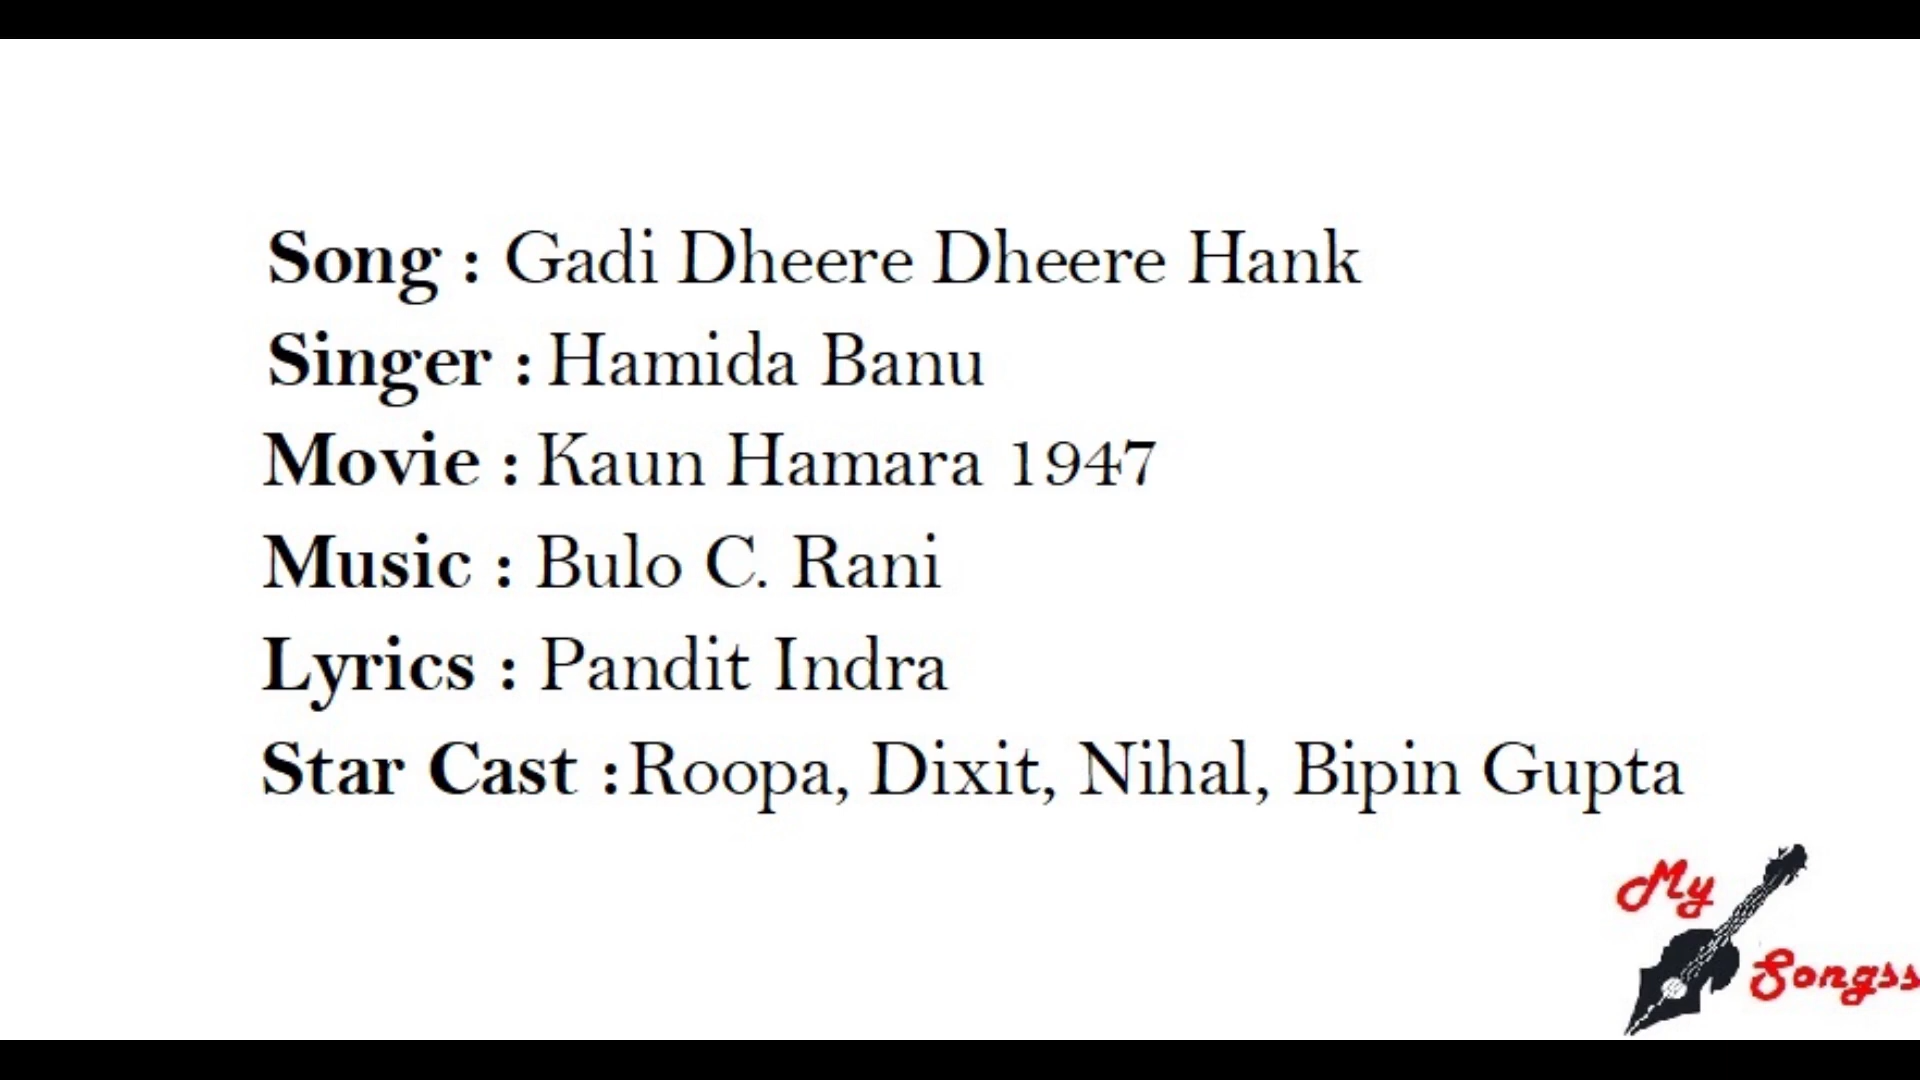 Song : Gadi Dheere Dheere Hank
Singer : Hamida Banu
Movie : Kaun Hamara 1947
Music : Bulo C. Rani
Lyrics : Pandit Indra
Star Cast :Roopa, Dixit, Nihal, Bipin Gupta
My
Songss